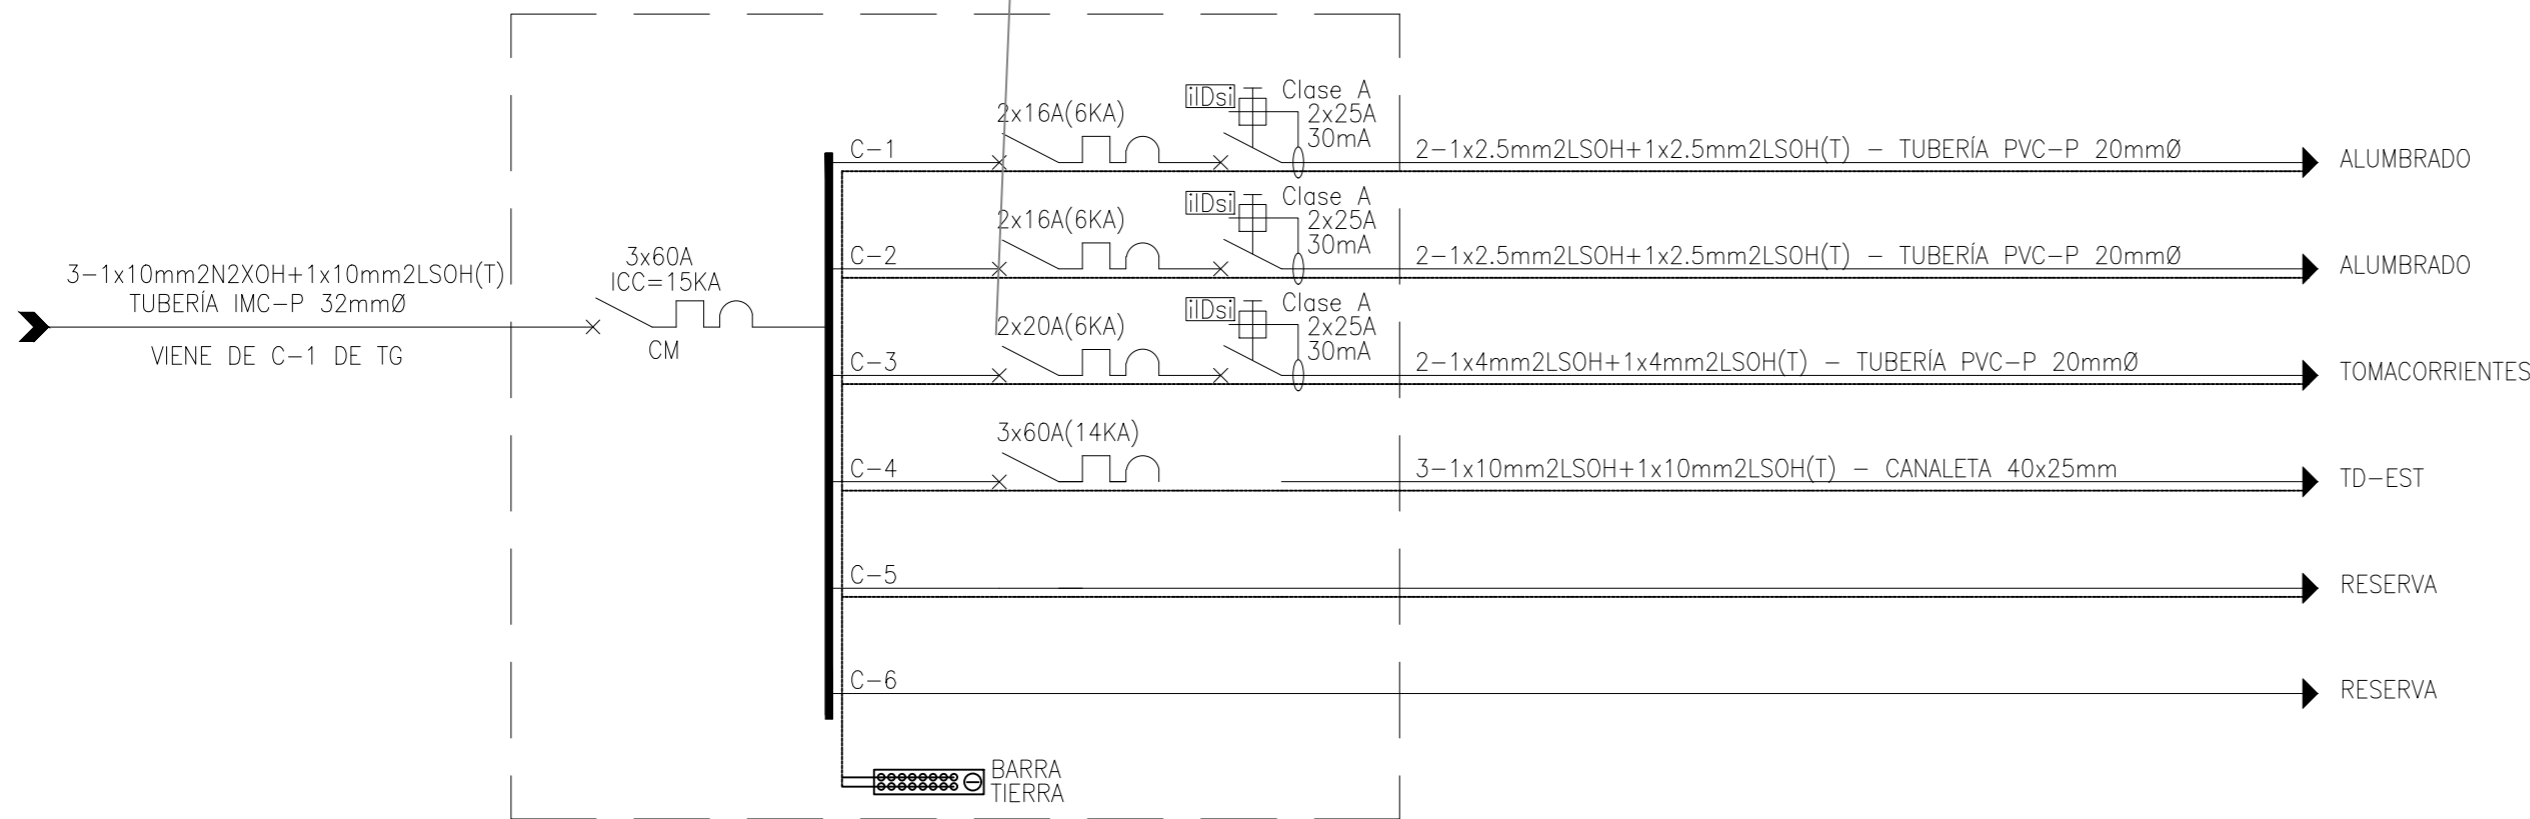 3-1x10mm2N2XOH+1x10mm2LSOH(T)
TUBERÍA IMC-P 32mmØ
VIENE DE C-1 DE TG
3x60A
ICC=15KA
CM
C-1
2x16A(6KA)
iIDsi
Clase A
2x25A
30mA
2-1x2.5mm2LSOH+1x2.5mm2LSOH(T) - TUBERÍA PVC-P 20mmØ
ALUMBRADO
C-2
2x16A(6KA)
iIDsi
Clase A
2x25A
30mA
2-1x2.5mm2LSOH+1x2.5mm2LSOH(T) - TUBERÍA PVC-P 20mmØ
ALUMBRADO
C-3
2x20A(6KA)
iIDsi
Clase A
2x25A
30mA
2-1x4mm2LSOH+1x4mm2LSOH(T) - TUBERÍA PVC-P 20mmØ
TOMACORRIENTES
C-4
3x60A(14KA)
3-1x10mm2LSOH+1x10mm2LSOH(T) - CANALETA 40x25mm
TD-EST
C-5
RESERVA
C-6
RESERVA
BARRA
TIERRA